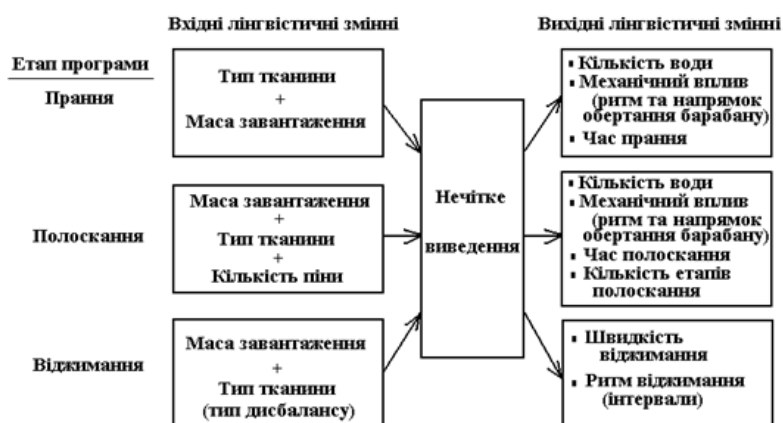 Вхідні лінгвістичні змінні
Вихідні лінгвістичні змінні
Етап програми
Прання
Тип тканини
+
Маса завантаження
Кількість води
Механічний вплив
(ритм та напрямок
обертання барабану)
Час прання
Полоскання
Маса завантаження
+
Тип тканини
+
Кількість піни
Нечітке
виведення
Кількість води
Механічний вплив
(ритм та напрямок
обертання барабану)
Час полоскання
Кількість етапів
полоскання
Віджимання
Маса завантаження
+
Тип тканини
(тип дисбалансу)
Швидкість
віджимання
Ритм віджимання
(інтервали)